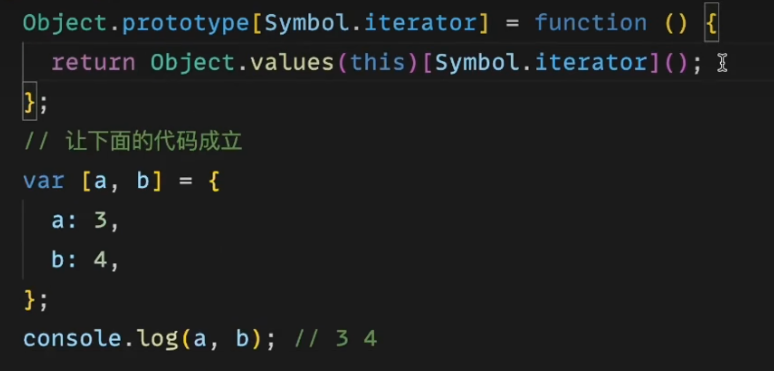 Object.prototype[Symbol.iterator] = function () {
  return Object.values(this)[Symbol.iterator]();
};
// 让下面的代码成立
var [a, b] = {
  a: 3,
  b: 4,
};
console.log(a, b); // 3 4